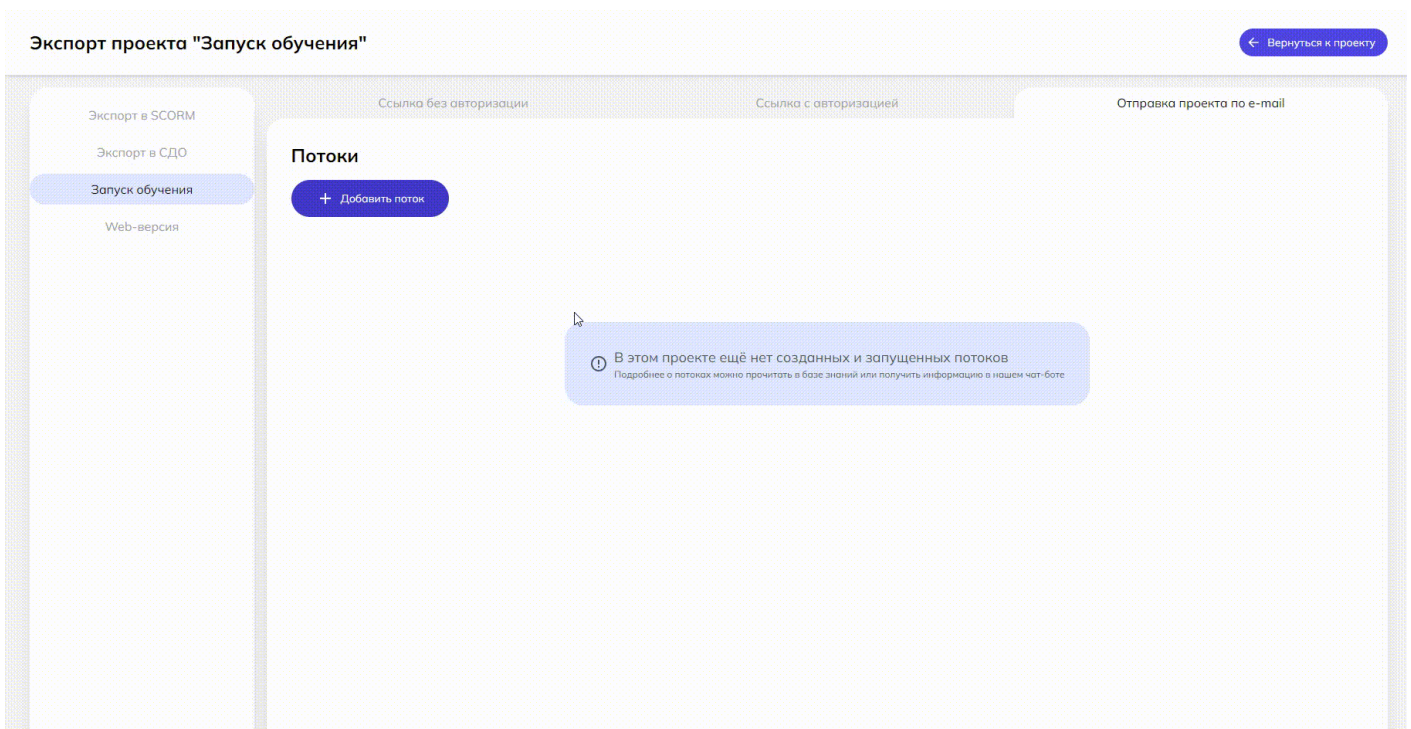 Экспорт проекта "Запуск обучения"
Вернуться к проекту
Экспорт в SCORM
Экспорт в СДО
Запуск обучения
Web-версия
Ссылка без авторизации
Ссылка с авторизацией
Отправка проекта по e-mail
Потоки
Добавить поток
В этом проекте ещё нет созданных и запущенных потоков
Подробнее о потоках можно прочитать в базе знаний или получить информацию в нашем чат-боте